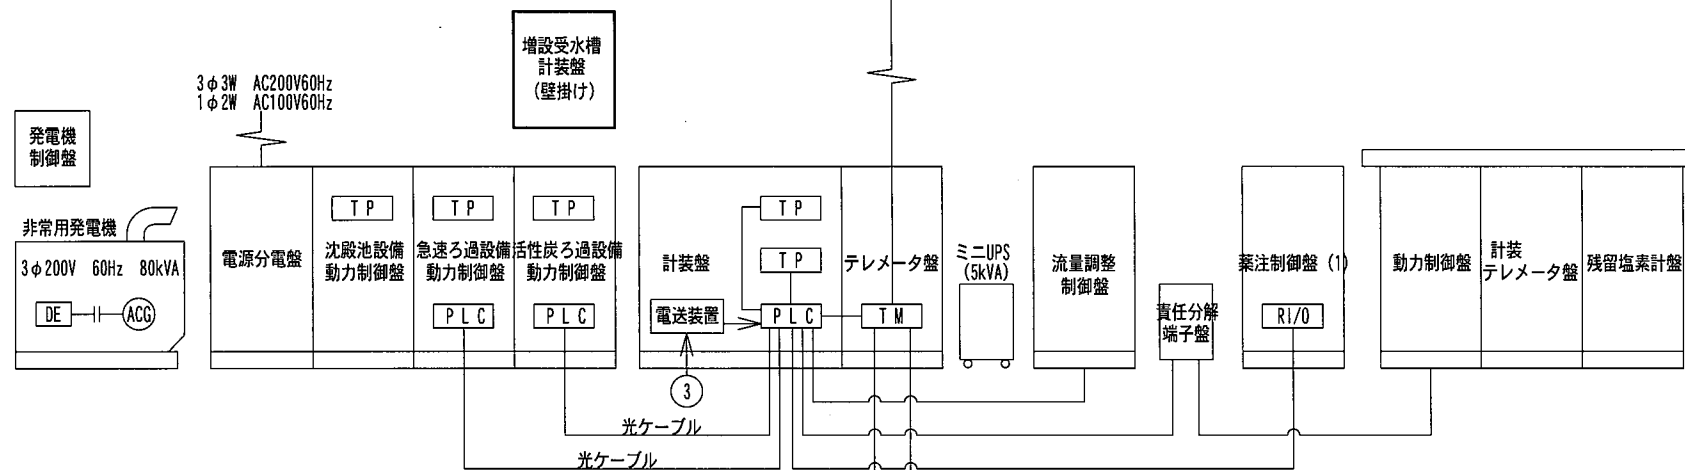 増設受水槽
計装盤
(壁掛け)
3φ3W AC200V60Hz
1φ2W AC100V60Hz
発電機
制御盤
非常用発電機
3φ200V 60Hz 80kVA
DE
ACG
電源分電盤
TP
沈殿池設備
動力制御盤
TP
急速ろ過設備
動力制御盤
PLC
TP
活性炭ろ過設備
動力制御盤
PLC
計装盤
TP
TP
電送装置
PLC
3
テレメータ盤
TM
ミニUPS
(5kVA)
流量調整
制御盤
責任分解
端子盤
薬注制御盤(1)
RI/O
動力制御盤
計装
テレメータ盤
残留塩素計盤
光ケーブル
光ケーブル